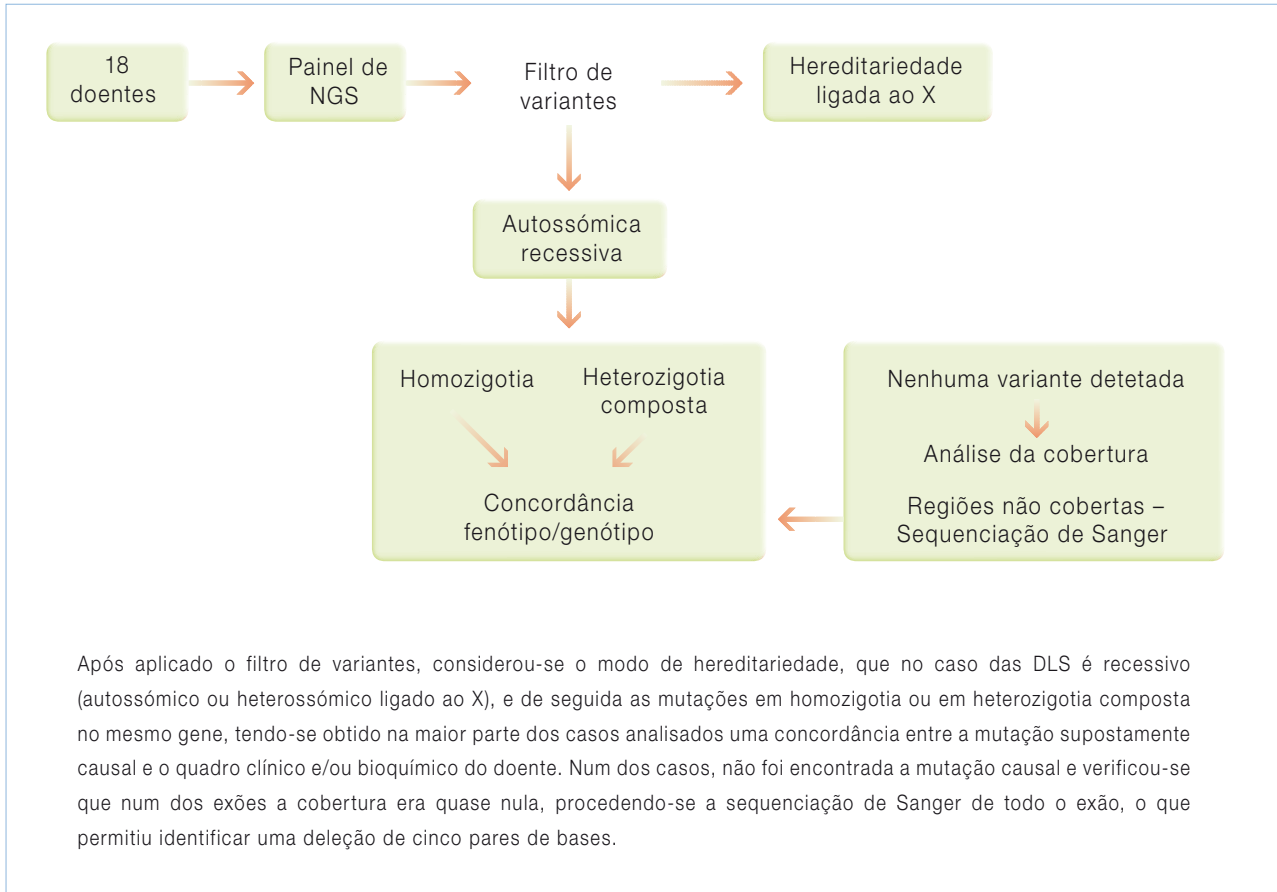 18
doentes
Painel de
NGS
Filtro de
variantes
Hereditariedade
ligada ao X
Autossómica
recessiva
Homozigotia
Heterozigotia
composta
Concordância
fenótipo/genótipo
Nenhuma variante detetada
Análise da cobertura
Regiões não cobertas –
Sequenciação de Sanger
Após aplicado o filtro de variantes, considerou-se o modo de hereditariedade, que no caso das DLS é recessivo
(autossómico ou heterossómico ligado ao X), e de seguida as mutações em homozigotia ou em heterozigotia composta
no mesmo gene, tendo-se obtido na maior parte dos casos analisados uma concordância entre a mutação supostamente
causal e o quadro clínico e/ou bioquímico do doente. Num dos casos, não foi encontrada a mutação causal e verificou-se
que num dos exões a cobertura era quase nula, procedendo-se a sequenciação de Sanger de todo o exão, o que
permitiu identificar uma deleção de cinco pares de bases.